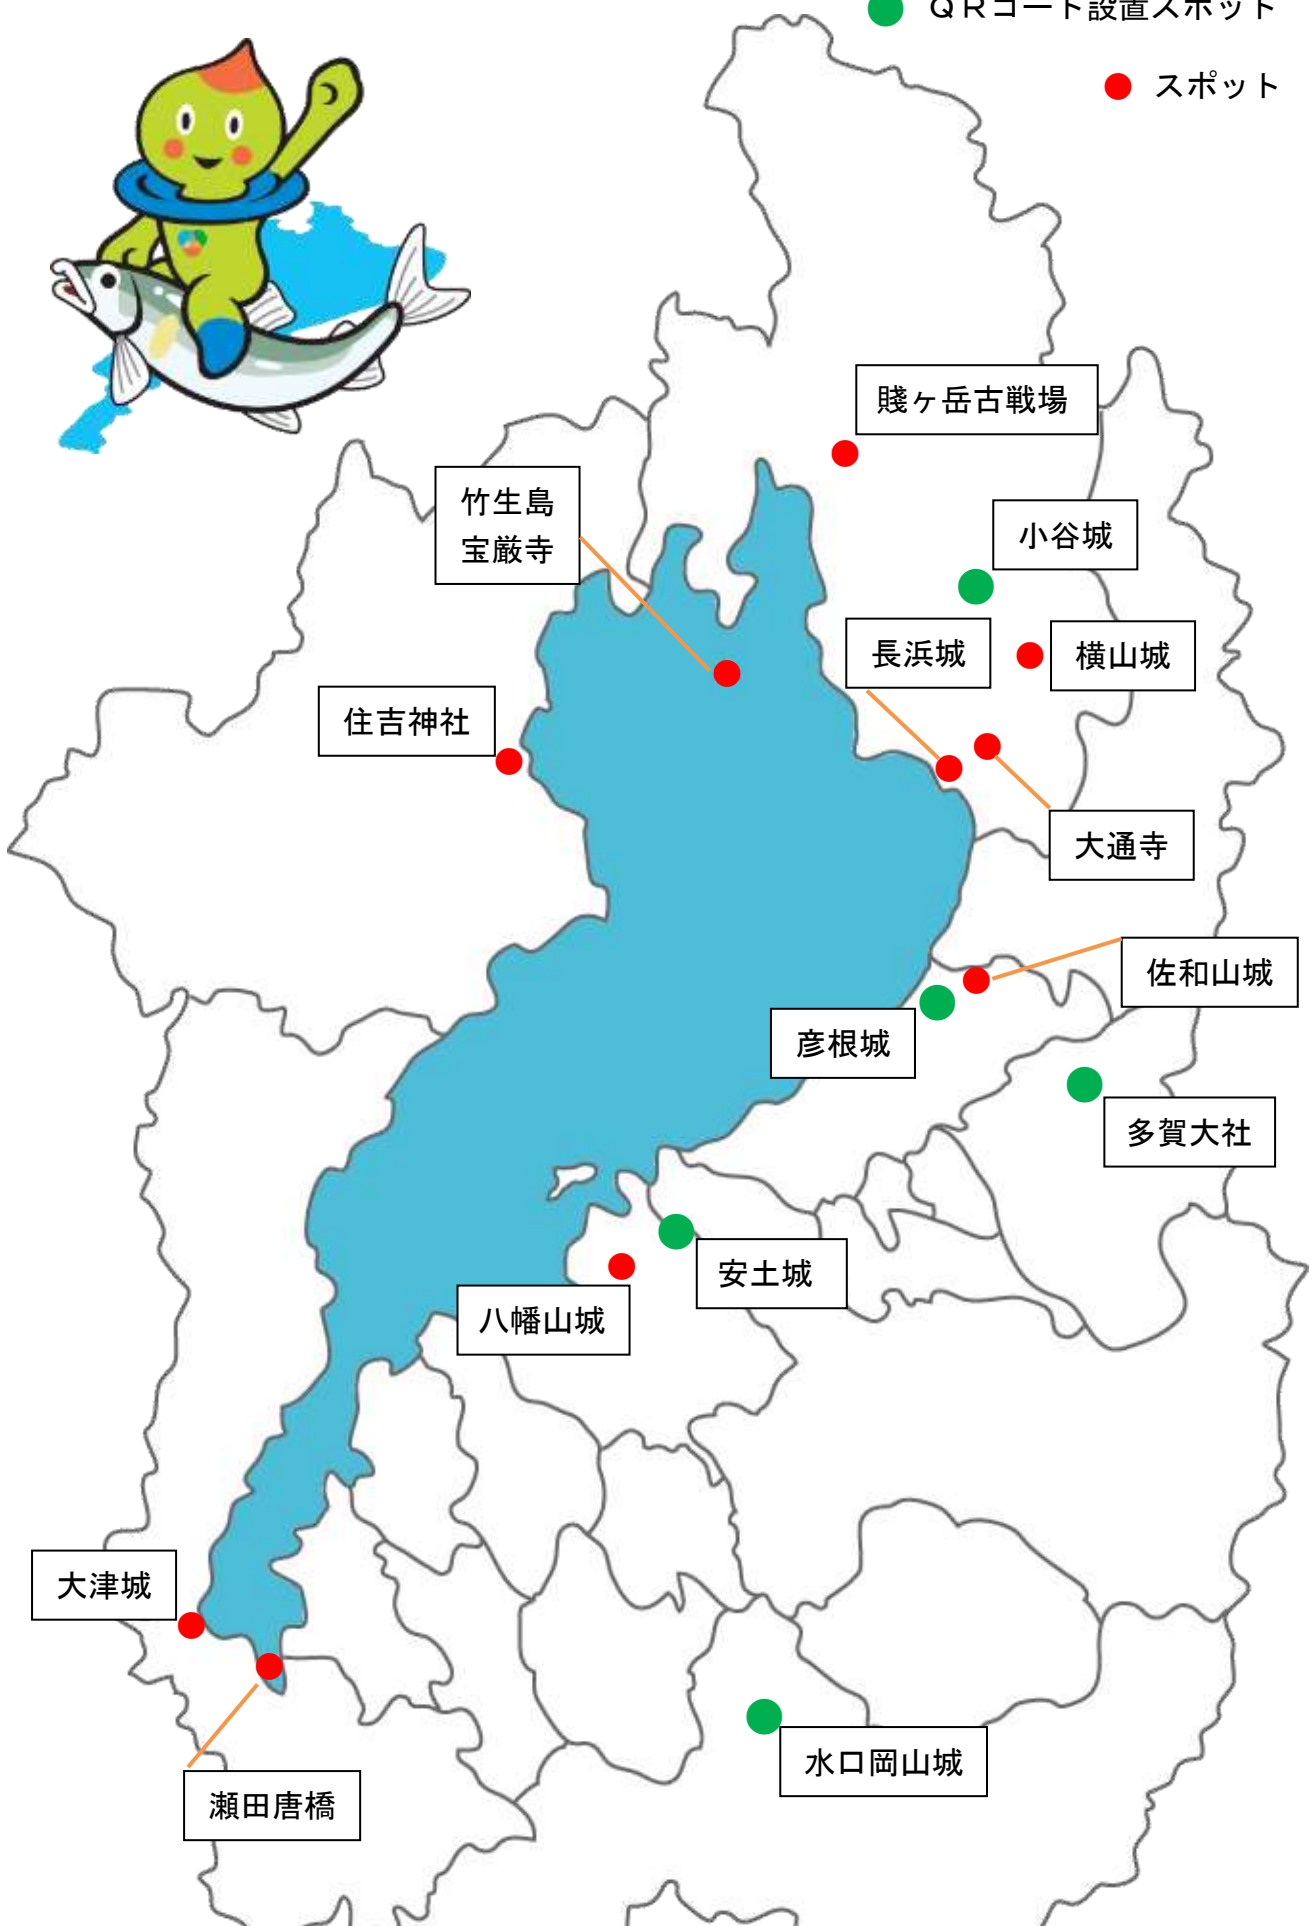 QRコード設置スポット
スポット
賤ヶ岳古戦場
竹生島
宝厳寺
小谷城
長浜城
横山城
住吉神社
大通寺
佐和山城
彦根城
多賀大社
安土城
八幡山城
大津城
水口岡山城
瀬田唐橋